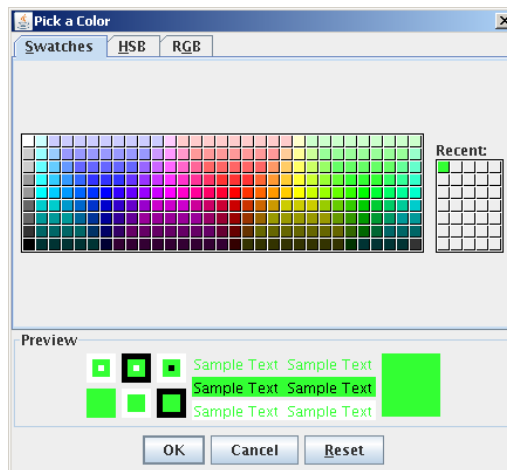 Pick a Color
Swatches HSB RGB
Recent:
Preview
Sample Text Sample Text
Sample Text Sample Text
Sample Text Sample Text
OK Cancel Reset